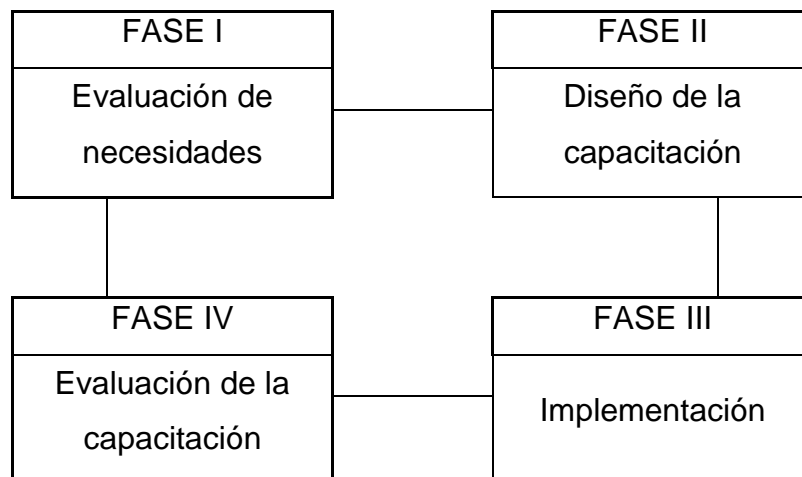 FASE I
Evaluación de
necesidades
FASE II
Diseño de la
capacitación
FASE IV
Evaluación de la
capacitación
FASE III
Implementación